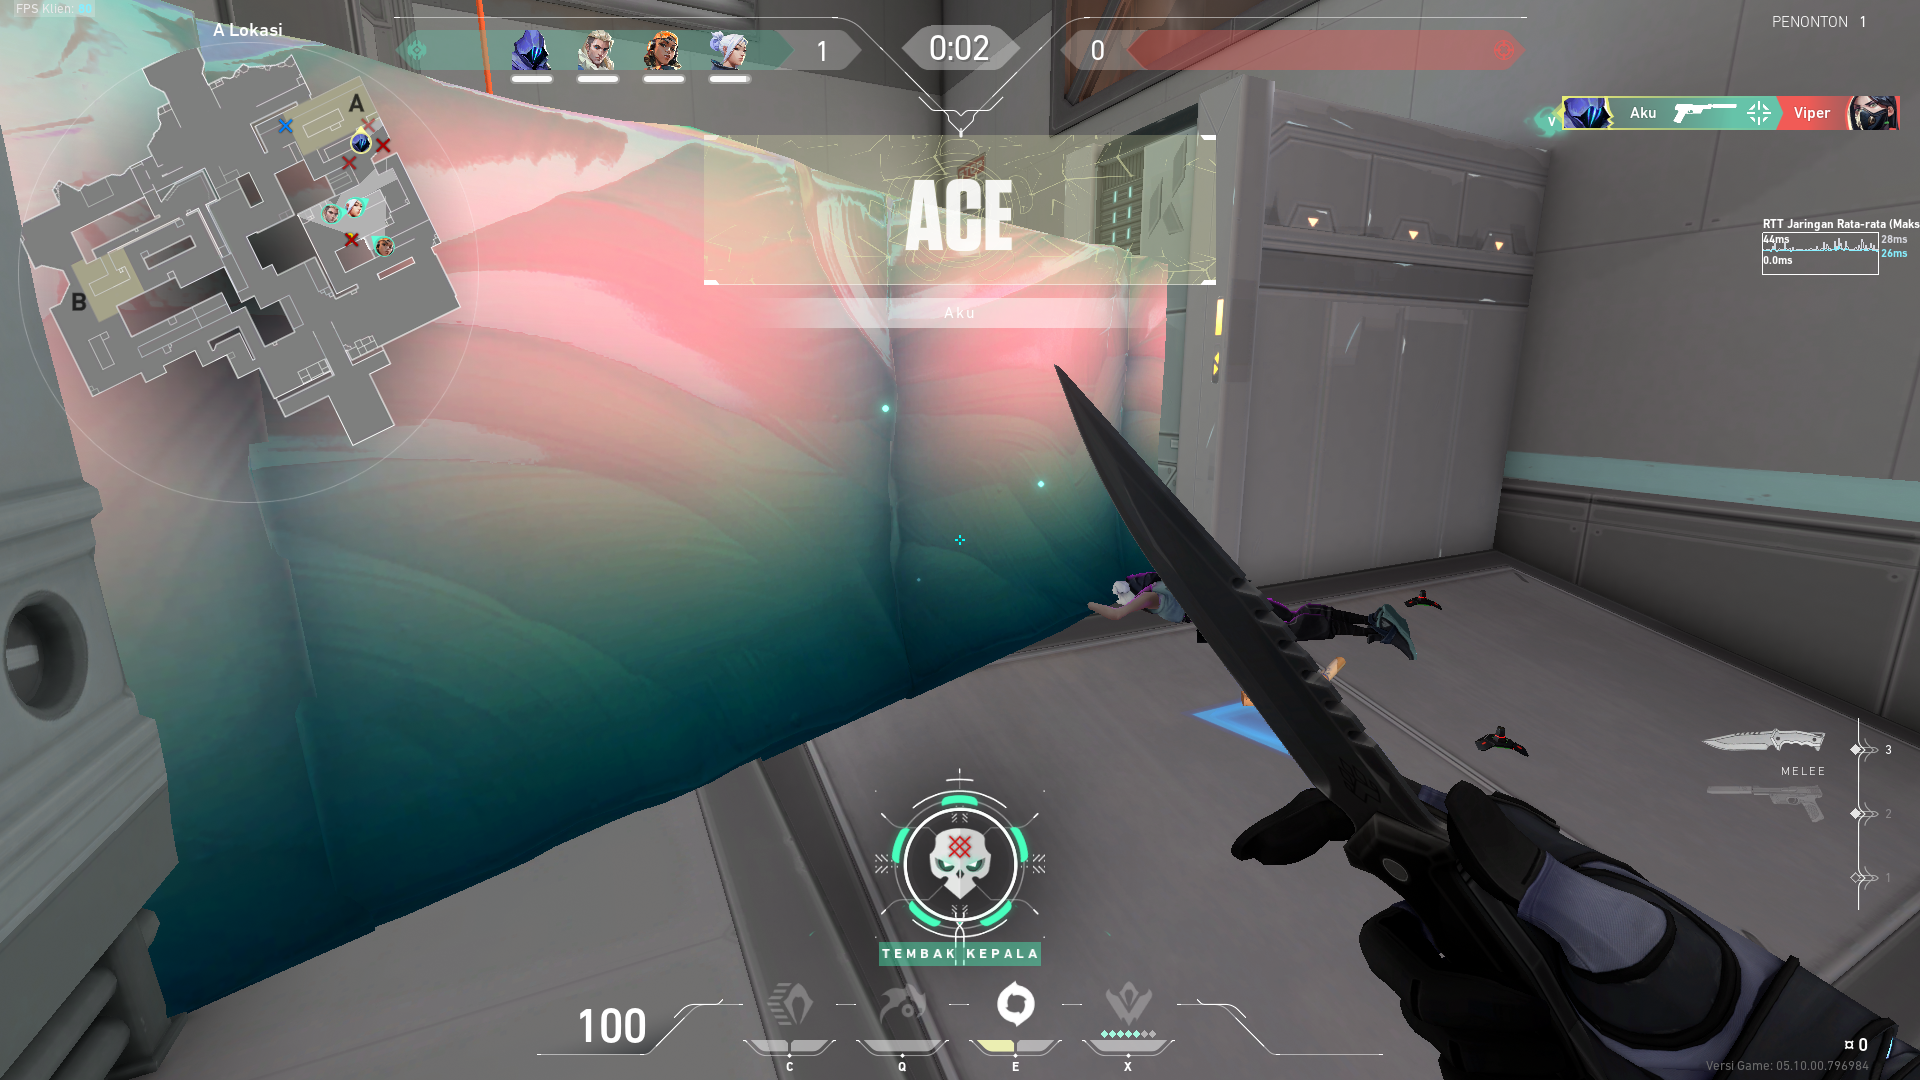 FPS Klien:
A Lokasi
1
0:02
0
PENONTON 1
V Aku Viper
A
B
ACE
Aku
RTT Jaringan Rata-rata (Maks
44ms
28ms
26ms
0.0ms
3
MELEE
2
1
TEMBAK KEPALA
100
C
Q
E
X
¤ 0
Versi Game: 05.10.00.796984